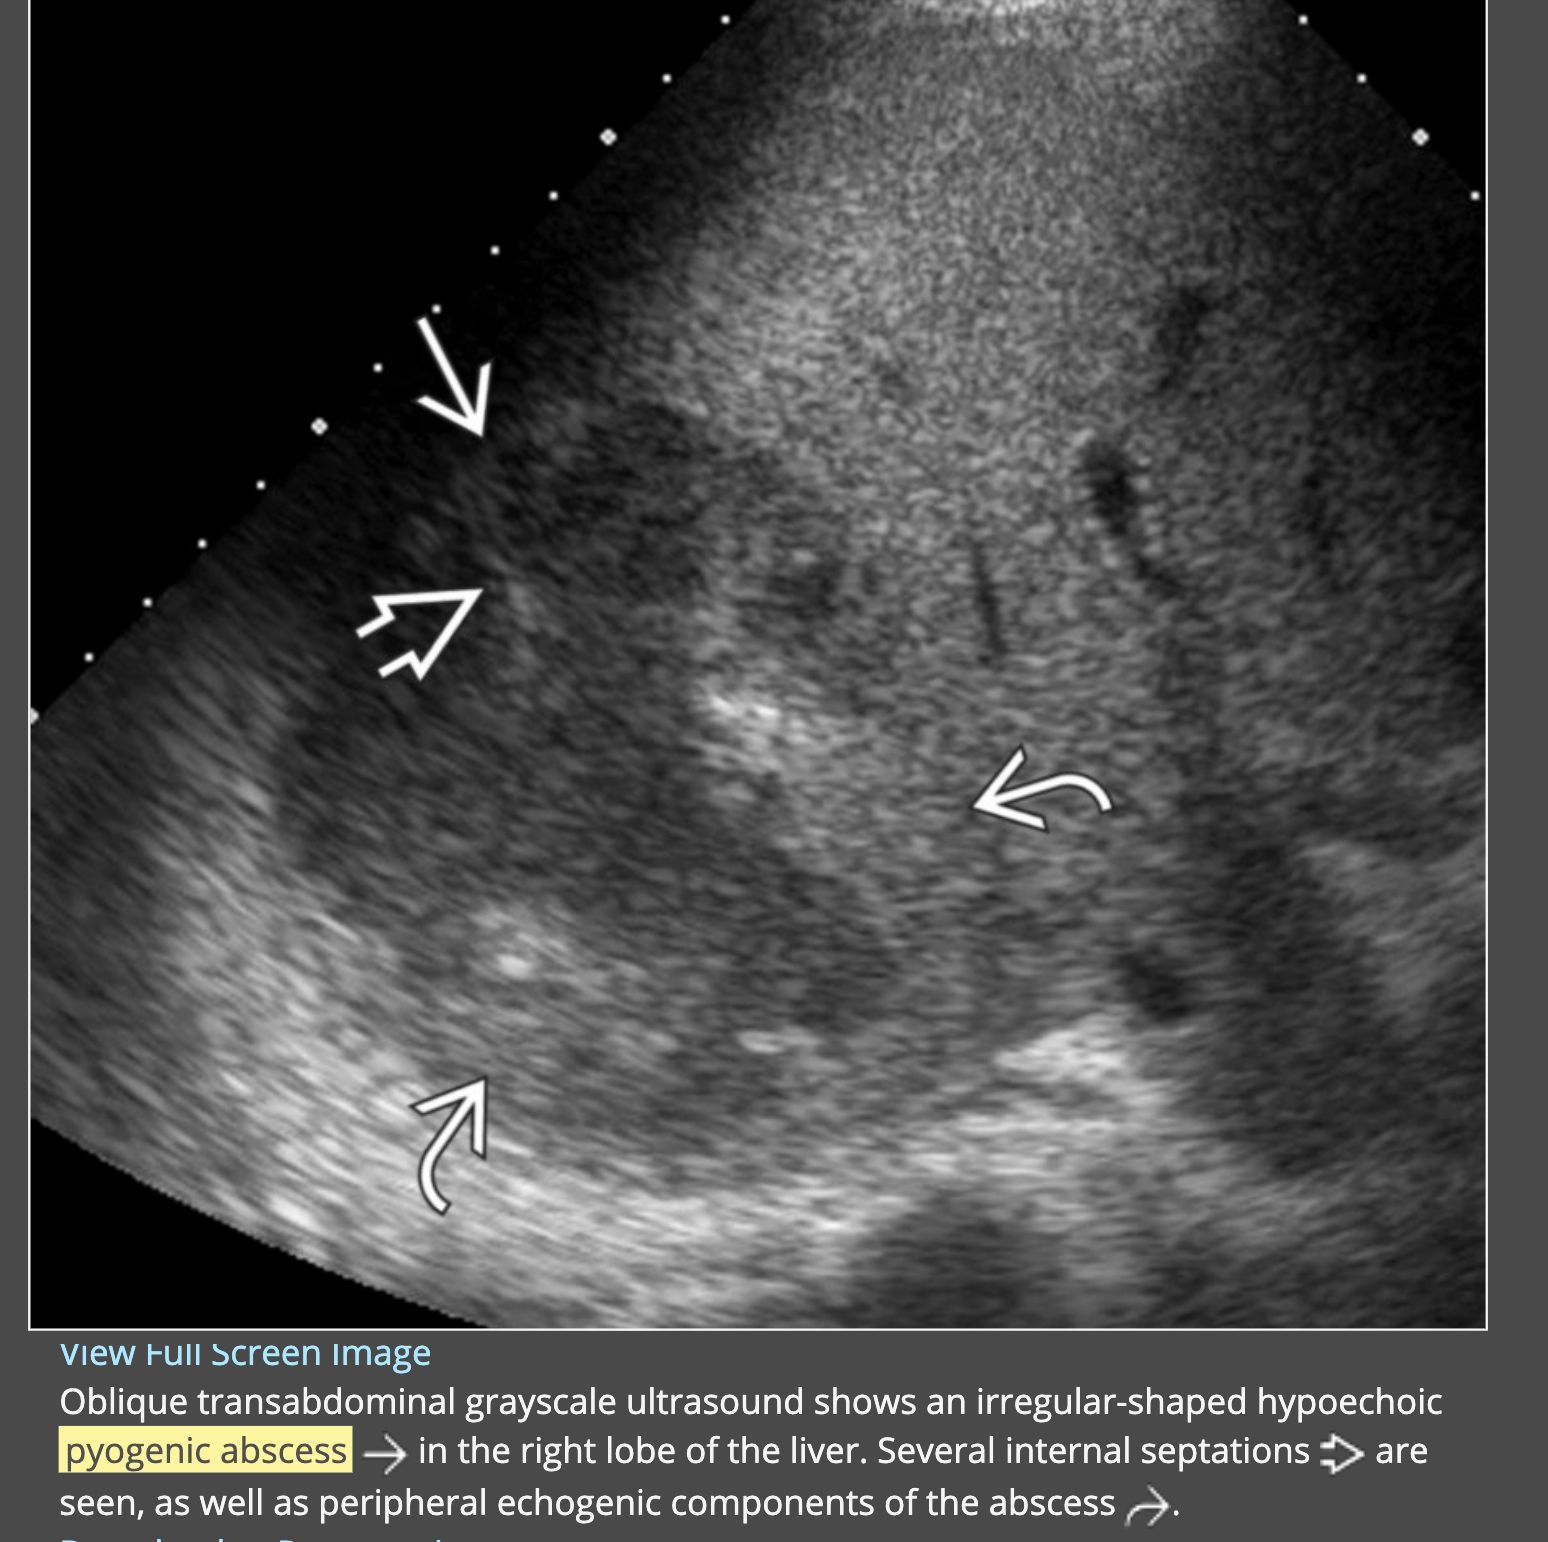 View Full Screen Image
Oblique transabdominal grayscale ultrasound shows an irregular-shaped hypoechoic
pyogenic abscess → in the right lobe of the liver. Several internal septations ⇨ are
seen, as well as peripheral echogenic components of the abscess ↷.